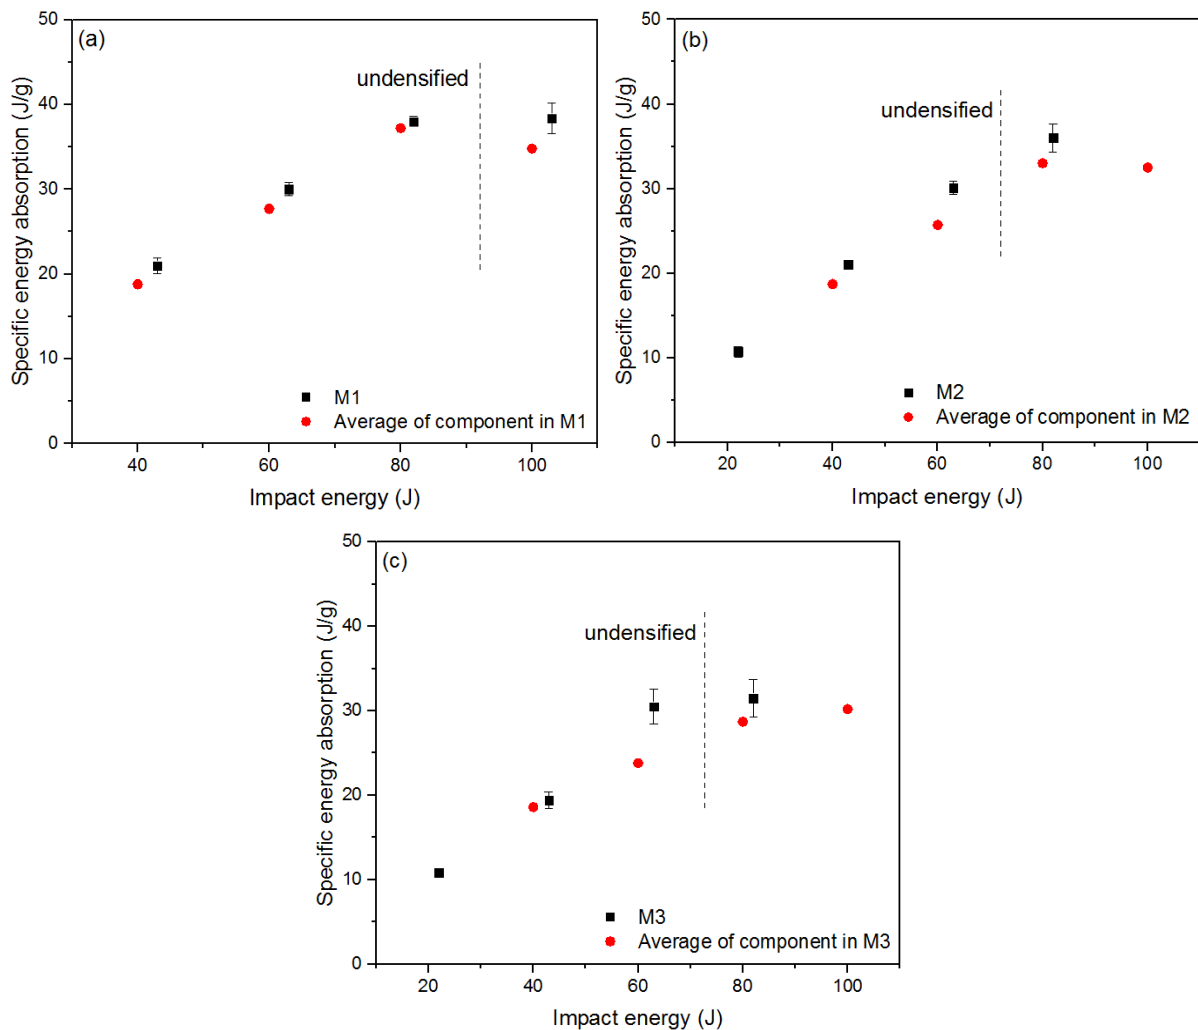 (a)
undensified
M1
Average of component in M1
Specific energy absorption (J/g)
50
40
30
20
10
0
40
60
80
100
Impact energy (J)
(b)
undensified
M2
Average of component in M2
Specific energy absorption (J/g)
50
40
30
20
10
0
20
40
60
80
100
Impact energy (J)
(c)
undensified
M3
Average of component in M3
Specific energy absorption (J/g)
50
40
30
20
10
0
20
40
60
80
100
Impact energy (J)